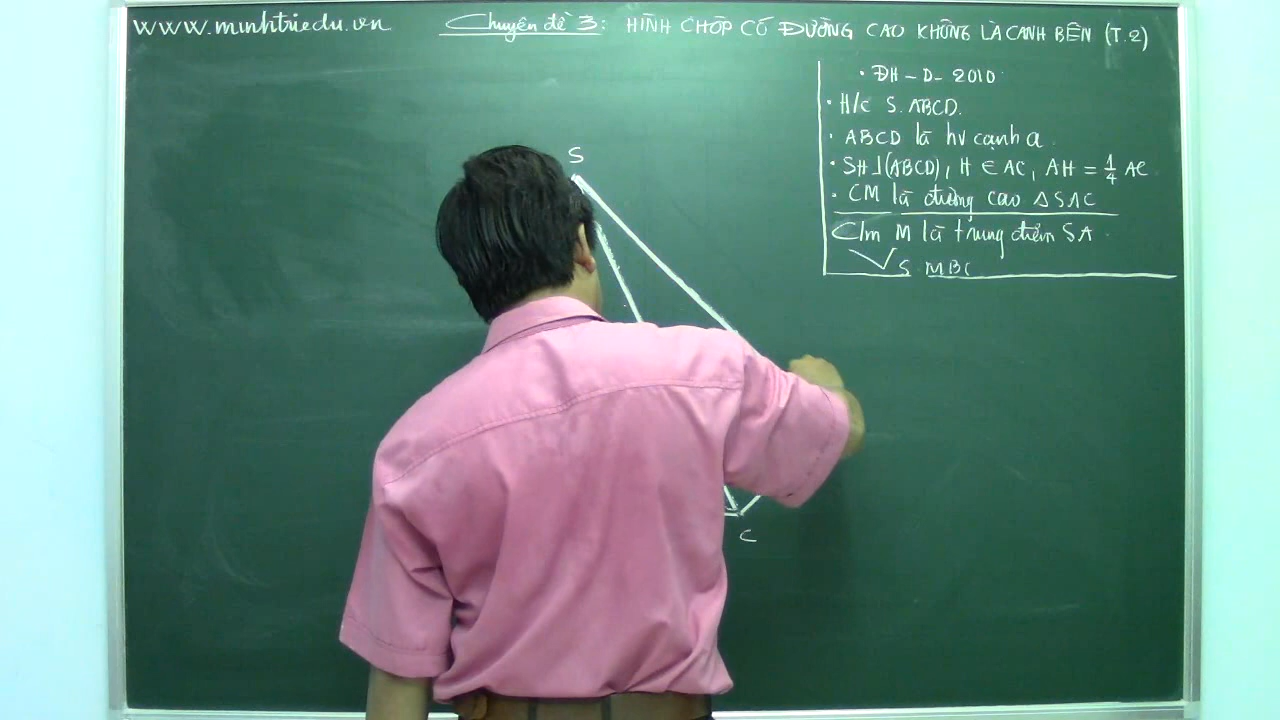 www.minhtriedu.vn
Chuyên đề 3: HÌNH CHÓP CÓ ĐƯỜNG CAO KHÔNG LÀ CẠNH BÊN (T.2)
• ĐH - D - 2010
• H/c S.ABCD.
• ABCD là hv cạnh a.
• SH⊥(ABCD), H ∈ AC, AH = 1/4 AC
• CM là đường cao ΔSAC
C/m M là trung điểm SA.
V S.MBC
S
C